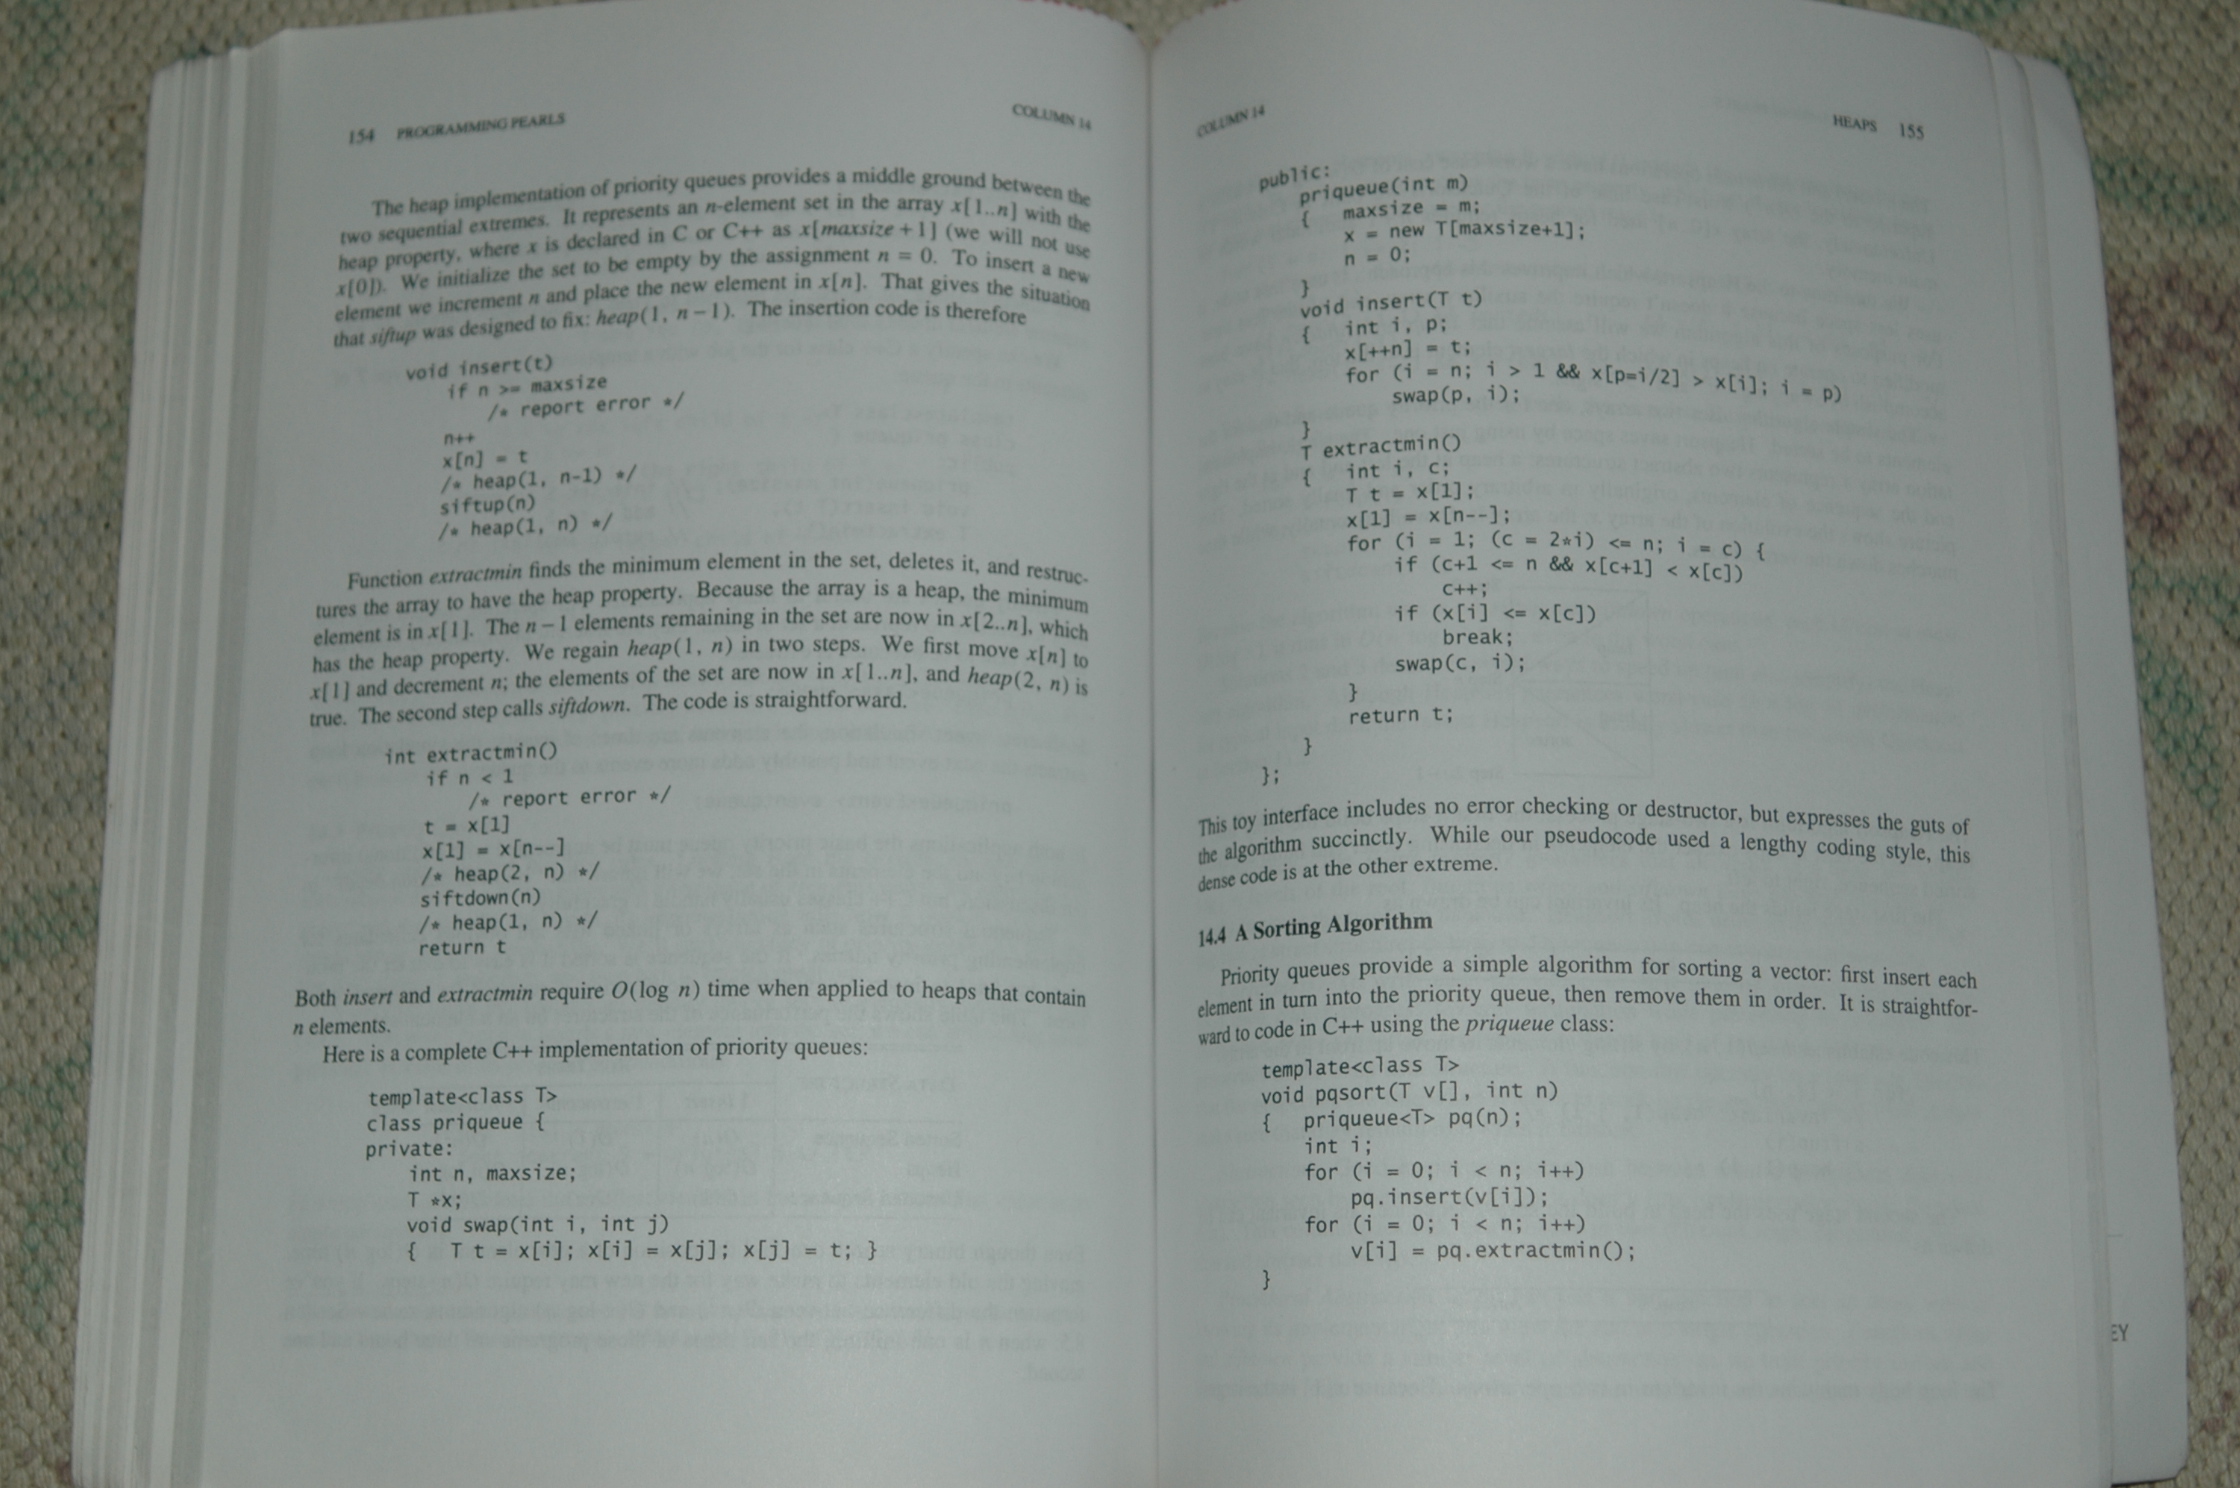 154 PROGRAMMING PEARLS
COLUMN 14
The heap implementation of priority queues provides a middle ground between the
two sequential extremes. It represents an n-element set in the array x[1..n] with the
heap property, where x is declared in C or C++ as x[maxsize + 1] (we will not use
x[0]). We initialize the set to be empty by the assignment n = 0. To insert a new
element we increment n and place the new element in x[n]. That gives the situation
that siftup was designed to fix: heap(1, n − 1). The insertion code is therefore
void insert(t)
if n >= maxsize
/* report error */
n++
x[n] = t
/* heap(1, n-1) */
siftup(n)
/* heap(1, n) */
Function extractmin finds the minimum element in the set, deletes it, and restruc-
tures the array to have the heap property. Because the array is a heap, the minimum
element is in x[1]. The n − 1 elements remaining in the set are now in x[2..n], which
has the heap property. We regain heap(1, n) in two steps. We first move x[n] to
x[1] and decrement n; the elements of the set are now in x[1..n], and heap(2, n) is
true. The second step calls siftdown. The code is straightforward.
int extractmin()
if n < 1
/* report error */
t = x[1]
x[1] = x[n--]
/* heap(2, n) */
siftdown(n)
/* heap(1, n) */
return t
Both insert and extractmin require O(log n) time when applied to heaps that contain
n elements.
Here is a complete C++ implementation of priority queues:
template<class T>
class priqueue {
private:
int n, maxsize;
T *x;
void swap(int i, int j)
{ T t = x[i]; x[i] = x[j]; x[j] = t; }
COLUMN 14
HEAPS 155
public:
priqueue(int m)
{ maxsize = m;
x = new T[maxsize+1];
n = 0;
}
void insert(T t)
{ int i, p;
x[++n] = t;
for (i = n; i > 1 && x[p=i/2] > x[i]; i = p)
swap(p, i);
}
T extractmin()
{ int i, c;
T t = x[1];
x[1] = x[n--];
for (i = 1; (c = 2*i) <= n; i = c) {
if (c+1 <= n && x[c+1] < x[c])
c++;
if (x[i] <= x[c])
break;
swap(c, i);
}
return t;
}
};
This toy interface includes no error checking or destructor, but expresses the guts of
the algorithm succinctly. While our pseudocode used a lengthy coding style, this
dense code is at the other extreme.
14.4 A Sorting Algorithm
Priority queues provide a simple algorithm for sorting a vector: first insert each
element in turn into the priority queue, then remove them in order. It is straightfor-
ward to code in C++ using the priqueue class:
template<class T>
void pqsort(T v[], int n)
{ priqueue<T> pq(n);
int i;
for (i = 0; i < n; i++)
pq.insert(v[i]);
for (i = 0; i < n; i++)
v[i] = pq.extractmin();
}
EY